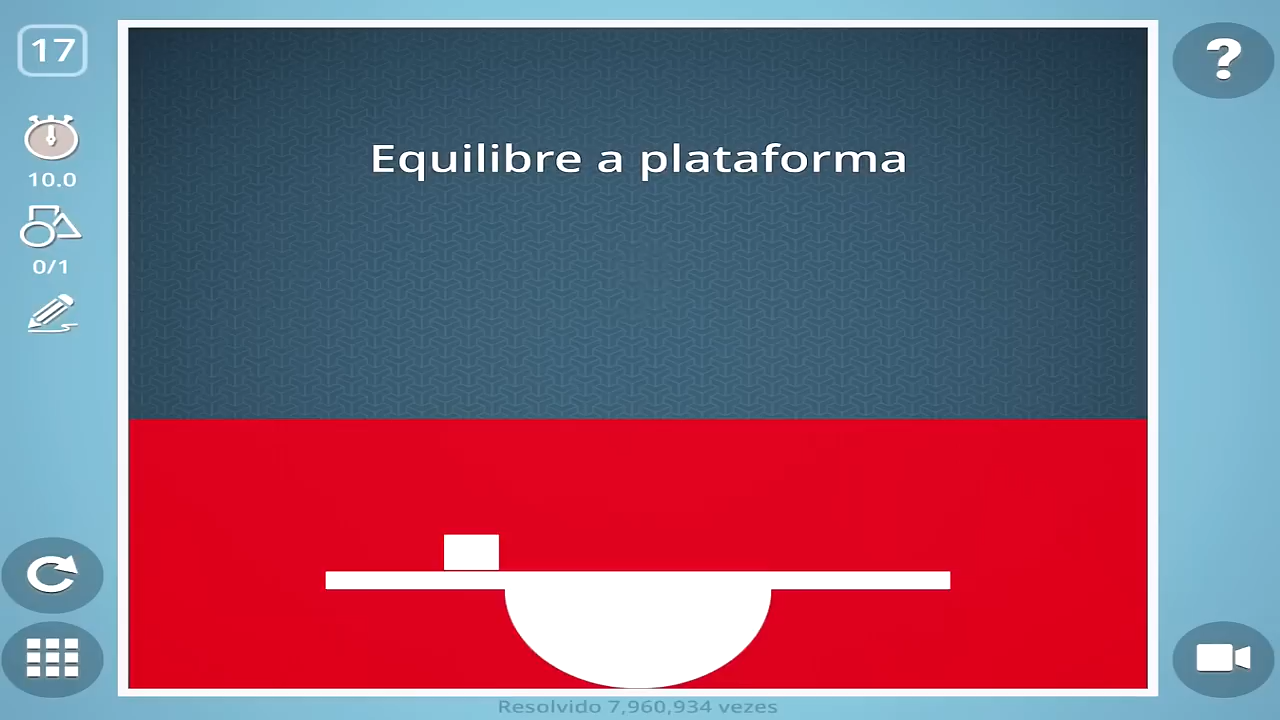 17
Equilibre a plataforma
10.0
0/1
?
Resolvido 7,960,934 vezes